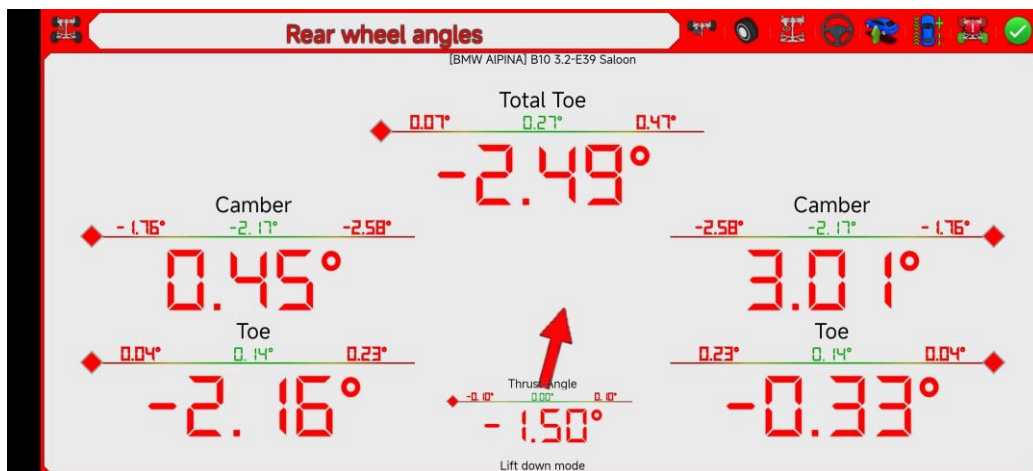 Rear wheel angles
[BMW AlPINA] B10 3.2-E39 Saloon
Total Toe
0.07° 0.27° 0.47°
-2.49°
Camber Camber
-1.76° -2.17° -2.58° -2.58° -2.17° -1.76°
0.45° 3.01°
Toe Toe
0.04° 0.14° 0.23° 0.23° 0.14° 0.04°
-2.16° -0.33°
Thrust Angle
-0.10° 0.00° 0.10°
-1.50°
Lift down mode